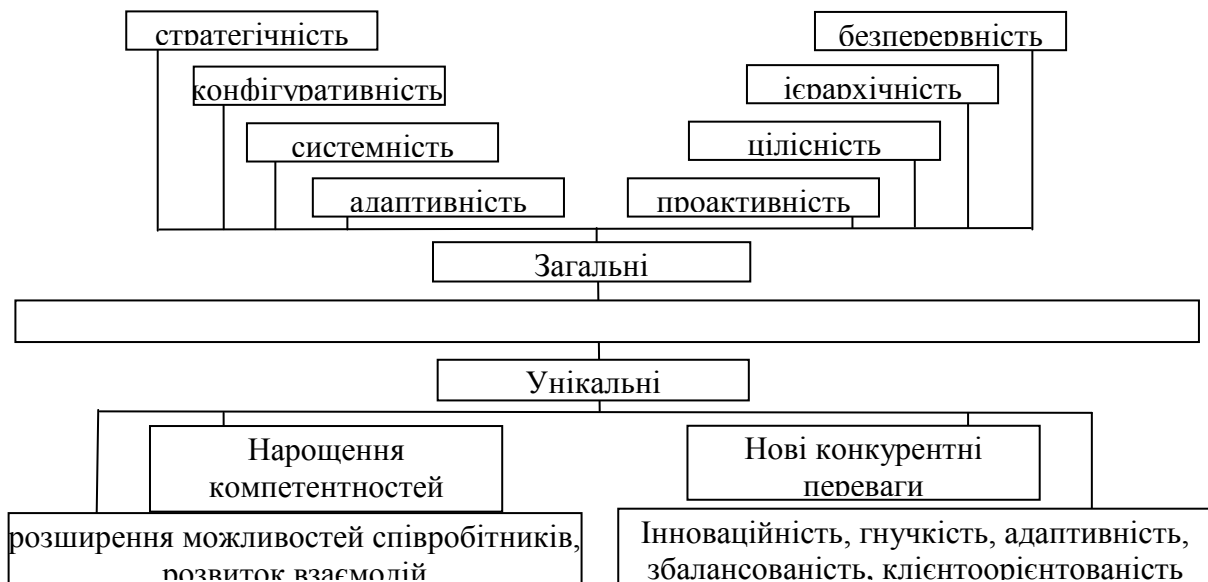 стратегічність
безперервність
конфігуративність
ієрархічність
системність
цілісність
адаптивність
проактивність
Загальні
Унікальні
Нарощення
компетентностей
Нові конкурентні
переваги
розширення можливостей співробітників,
розвиток взаємодій
Інноваційність, гнучкість, адаптивність,
збалансованість, клієнтоорієнтованість